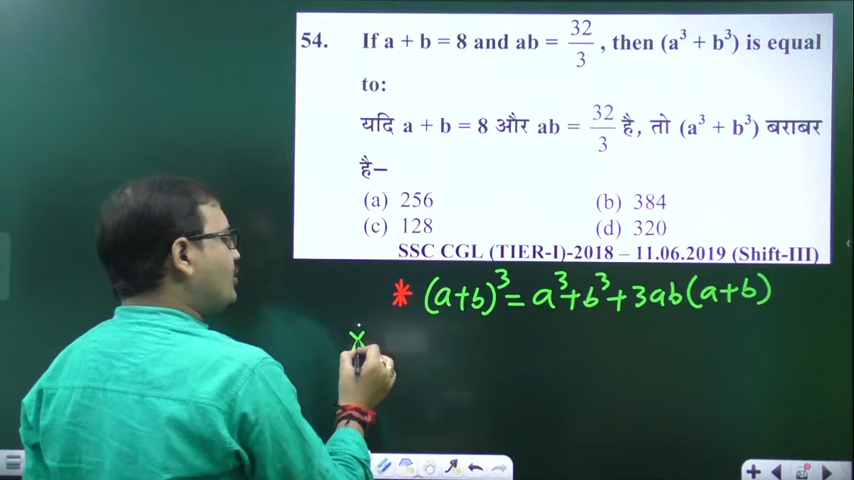 54. If a + b = 8 and ab = 32/3, then (a³ + b³) is equal
to:
यदि a + b = 8 और ab = 32/3 है, तो (a³ + b³) बराबर
है–
(a) 256 (b) 384
(c) 128 (d) 320
SSC CGL (TIER-I)-2018 – 11.06.2019 (Shift-III)
* (a+b)³ = a³+b³+3ab(a+b)